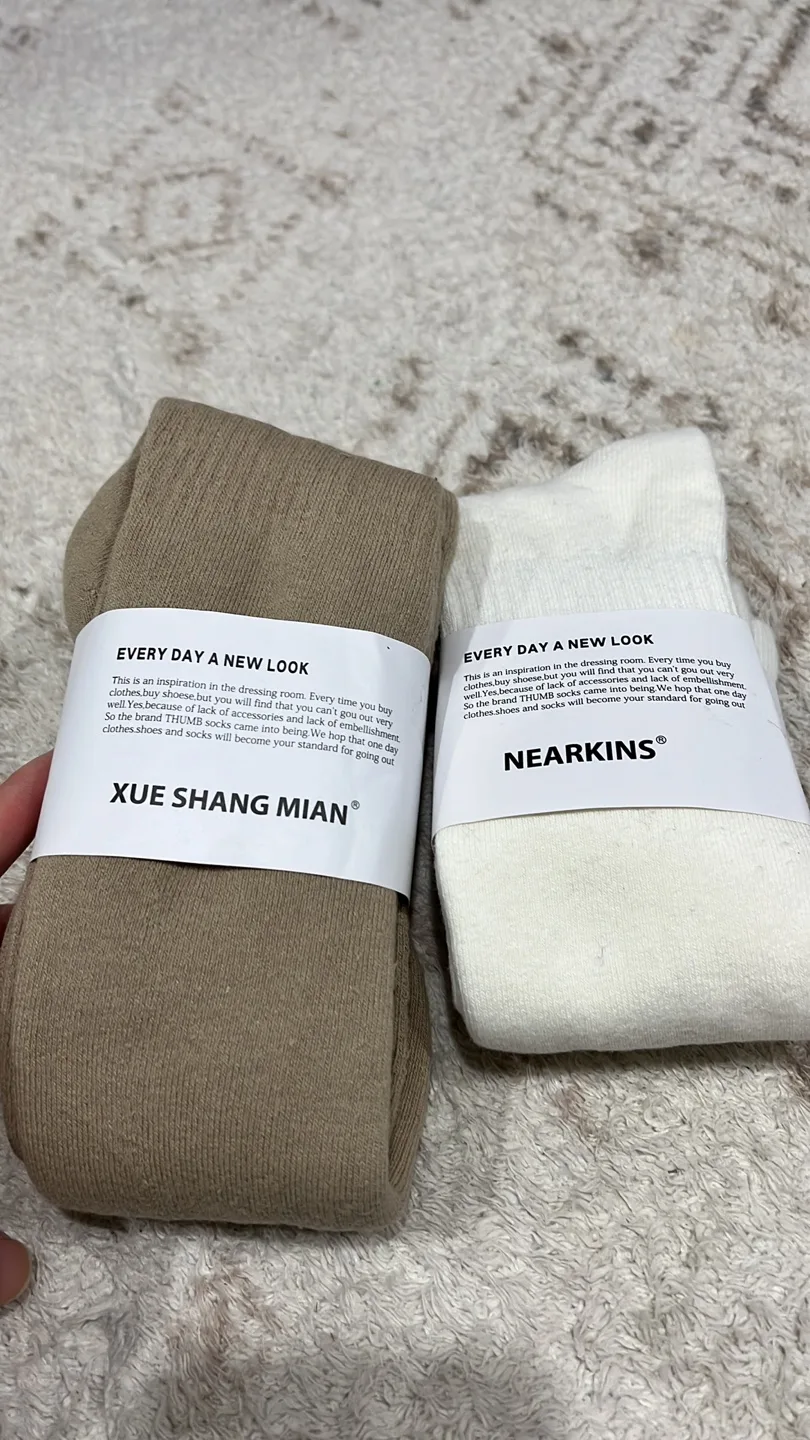 EVERY DAY A NEW LOOK
This is an inspiration in the dressing room. Every time you buy
clothes,buy shoese,but you will find that you can't gou out very
well.Yes,because of lack of accessories and lack of embellishment.
So the brand THUMB socks came into being.We hop that one day
clothes.shoes and socks will become your standard for going out
XUE SHANG MIAN®
EVERY DAY A NEW LOOK
This is an inspiration in the dressing room. Every time you buy
clothes,buy shoese,but you will find that you can't gou out very
well.Yes,because of lack of accessories and lack of embellishment.
So the brand THUMB socks came into being.We hop that one day
clothes.shoes and socks will become your standard for going out
NEARKINS®